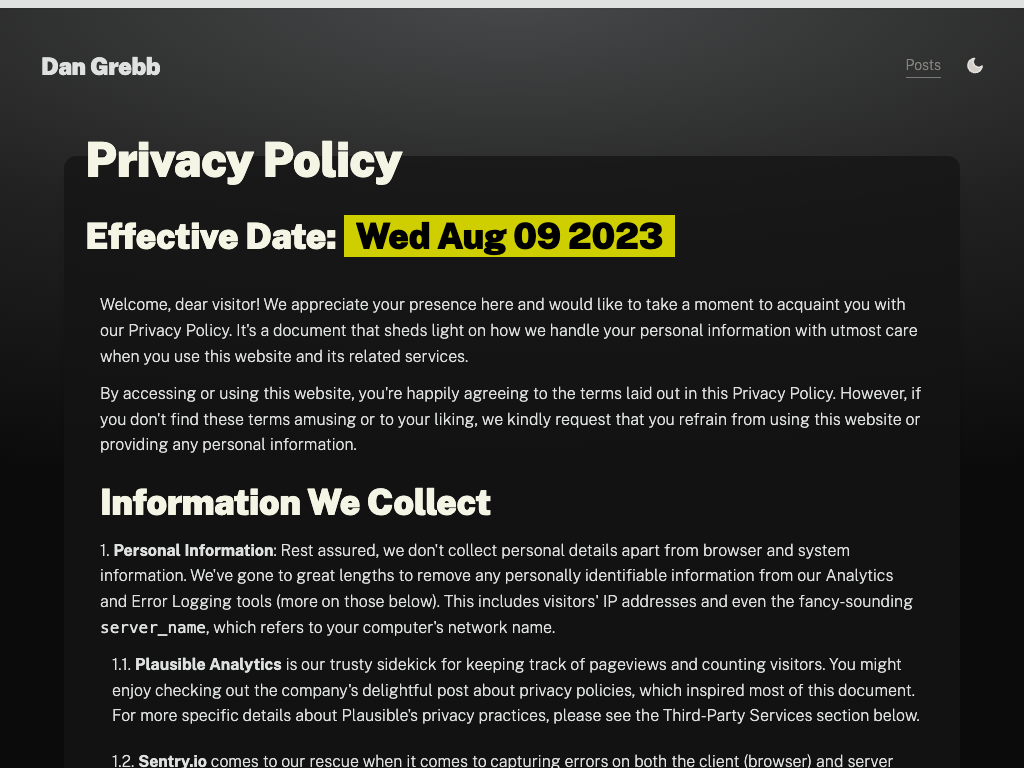 Dan Grebb
Posts
Privacy Policy
Effective Date: Wed Aug 09 2023
Welcome, dear visitor! We appreciate your presence here and would like to take a moment to acquaint you with
our Privacy Policy. It's a document that sheds light on how we handle your personal information with utmost care
when you use this website and its related services.
By accessing or using this website, you're happily agreeing to the terms laid out in this Privacy Policy. However, if
you don't find these terms amusing or to your liking, we kindly request that you refrain from using this website or
providing any personal information.
Information We Collect
1. Personal Information: Rest assured, we don't collect personal details apart from browser and system
information. We've gone to great lengths to remove any personally identifiable information from our Analytics
and Error Logging tools (more on those below). This includes visitors' IP addresses and even the fancy-sounding
server_name, which refers to your computer's network name.
1.1. Plausible Analytics is our trusty sidekick for keeping track of pageviews and counting visitors. You might
enjoy checking out the company's delightful post about privacy policies, which inspired most of this document.
For more specific details about Plausible's privacy practices, please see the Third-Party Services section below.
1.2. Sentry.io comes to our rescue when it comes to capturing errors on both the client (browser) and server